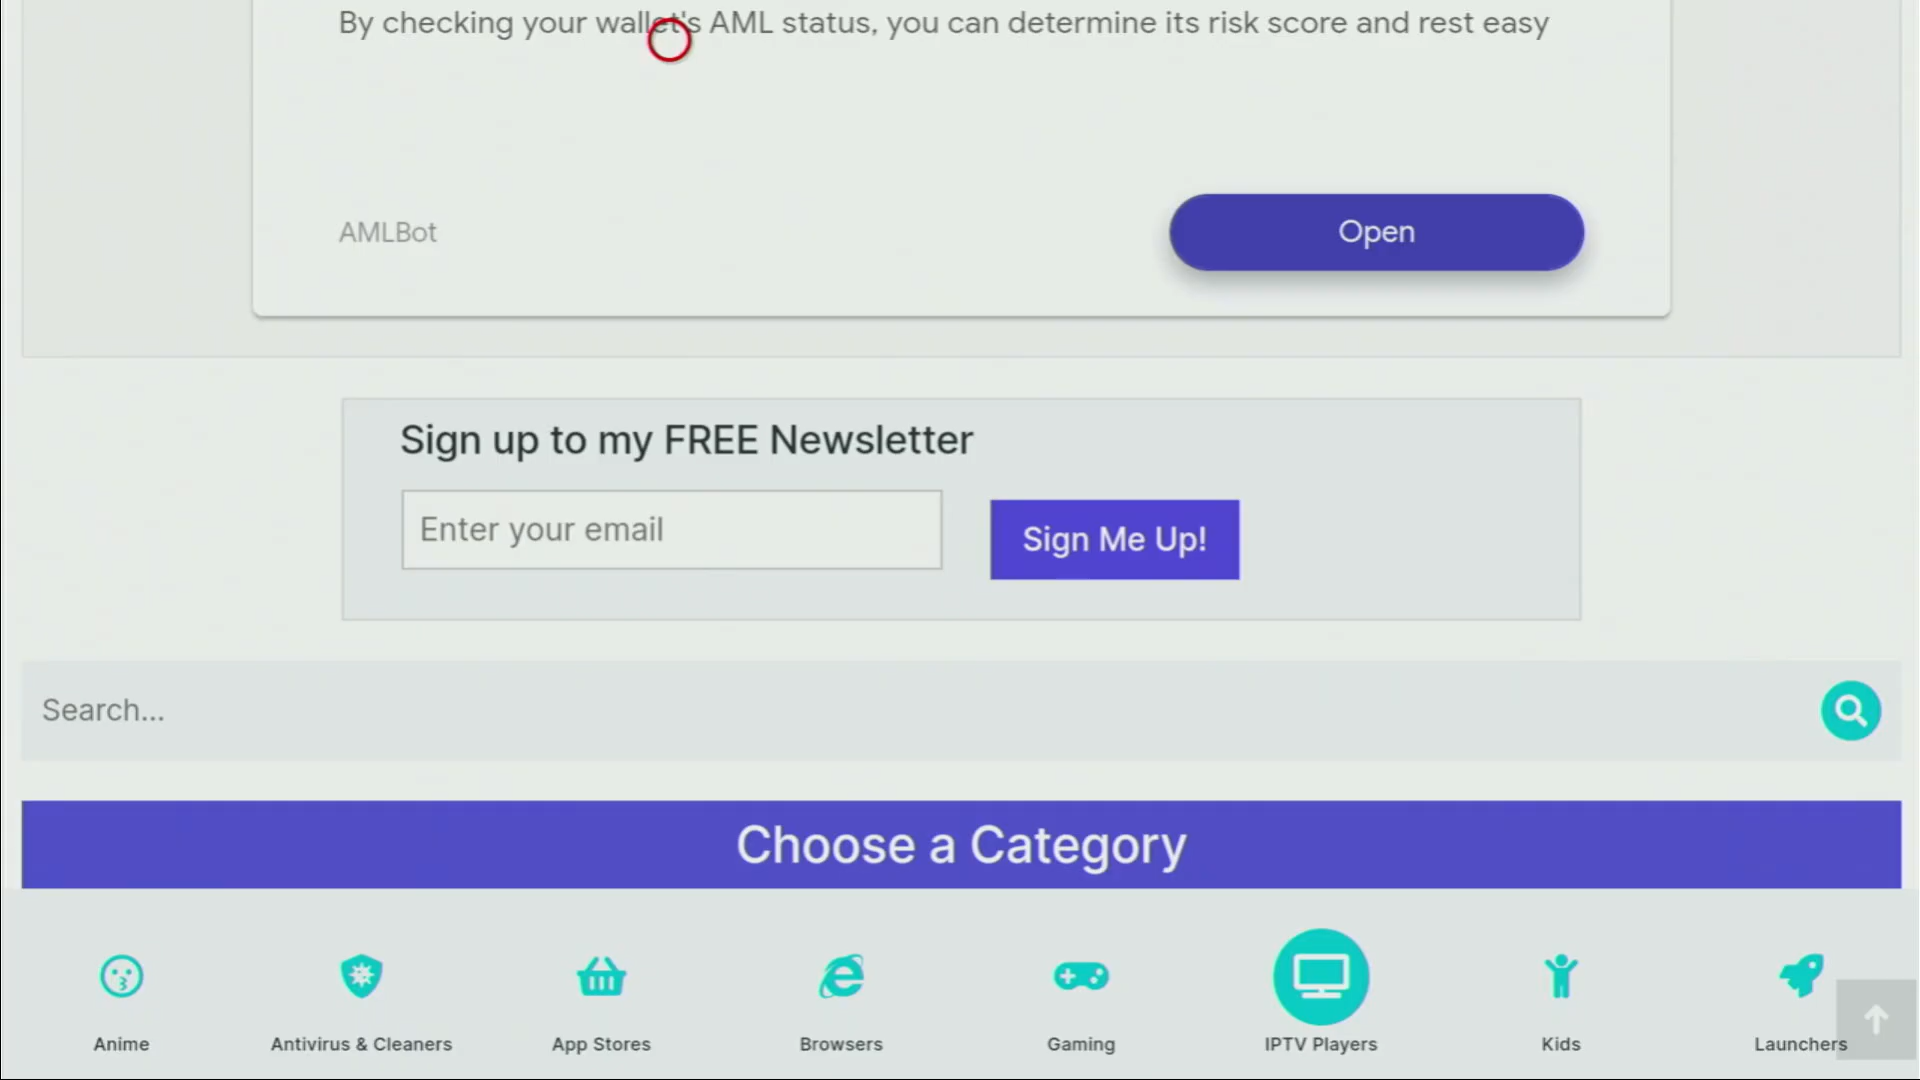 By checking your wallet's AML status, you can determine its risk score and rest easy
AMLBot
Open
Sign up to my FREE Newsletter
Enter your email
Sign Me Up!
Search...
Choose a Category
Anime
Antivirus & Cleaners
App Stores
Browsers
Gaming
IPTV Players
Kids
Launchers